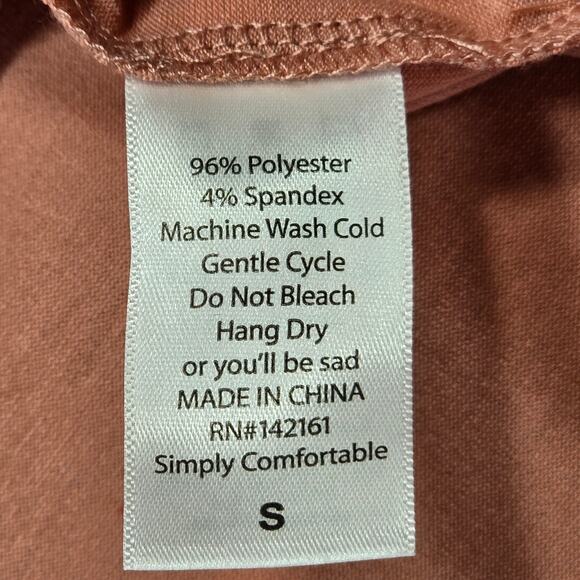 96% Polyester
4% Spandex
Machine Wash Cold
Gentle Cycle
Do Not Bleach
Hang Dry
or you'll be sad
MADE IN CHINA
RN#142161
Simply Comfortable
S